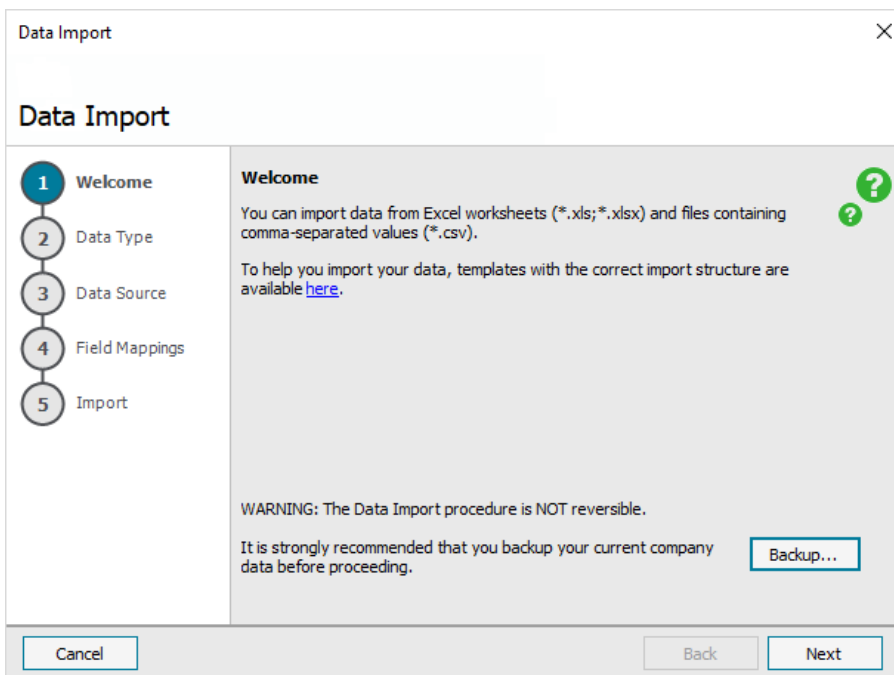 Data Import
Data Import
1 Welcome
2 Data Type
3 Data Source
4 Field Mappings
5 Import
Welcome
You can import data from Excel worksheets (*.xls;*.xlsx) and files containing
comma-separated values (*.csv).
To help you import your data, templates with the correct import structure are
available here.
WARNING: The Data Import procedure is NOT reversible.
It is strongly recommended that you backup your current company
data before proceeding.
Backup...
Cancel
Back
Next